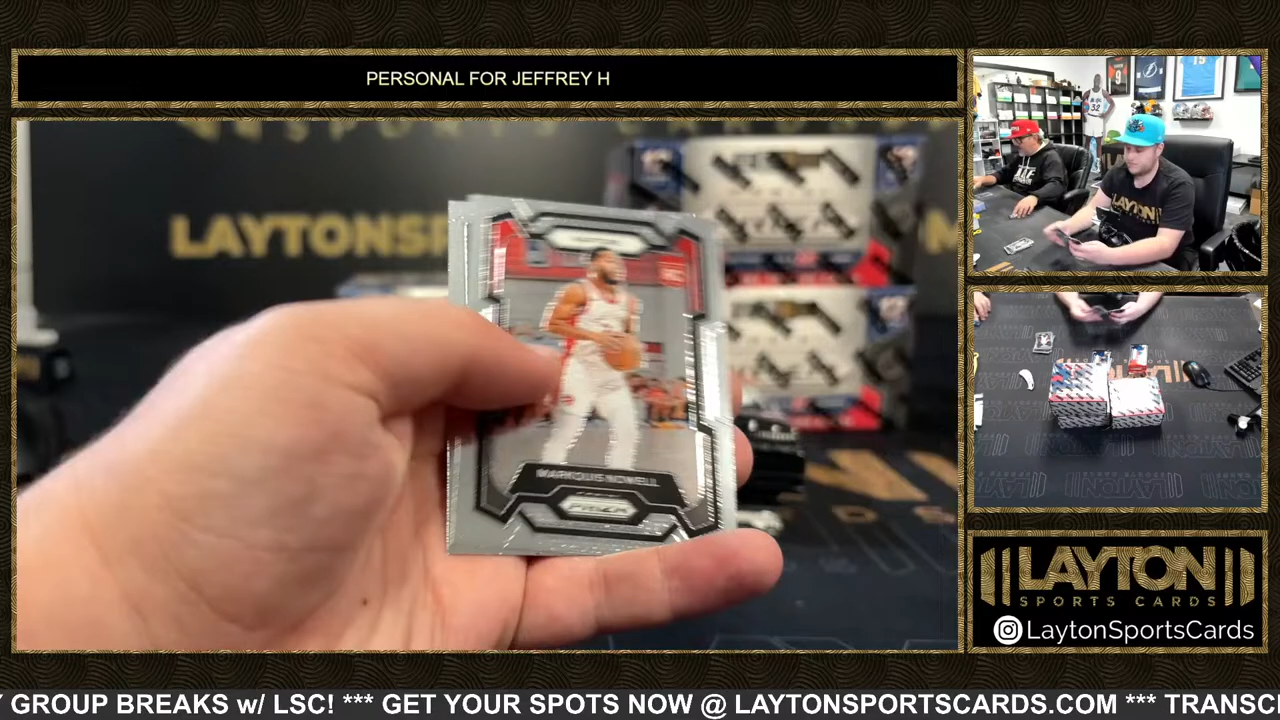 PERSONAL FOR JEFFREY H
LAYTONSP
MARKQUIS NOWELL
PRIZM
LAYTON
SPORTS CARDS
LaytonSportsCards
Y GROUP BREAKS w/ LSC! *** GET YOUR SPOTS NOW @ LAYTONSPORTSCARDS.COM *** TRANSC